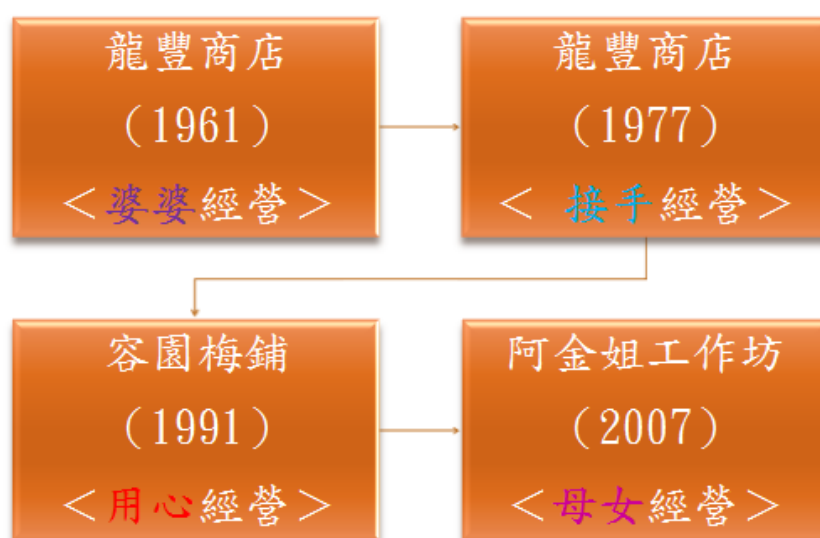 龍豐商店
（1961）
＜婆婆經營＞
龍豐商店
（1977）
＜ 接手經營＞
容園梅鋪
（1991）
＜用心經營＞
阿金姐工作坊
（2007）
＜母女經營＞